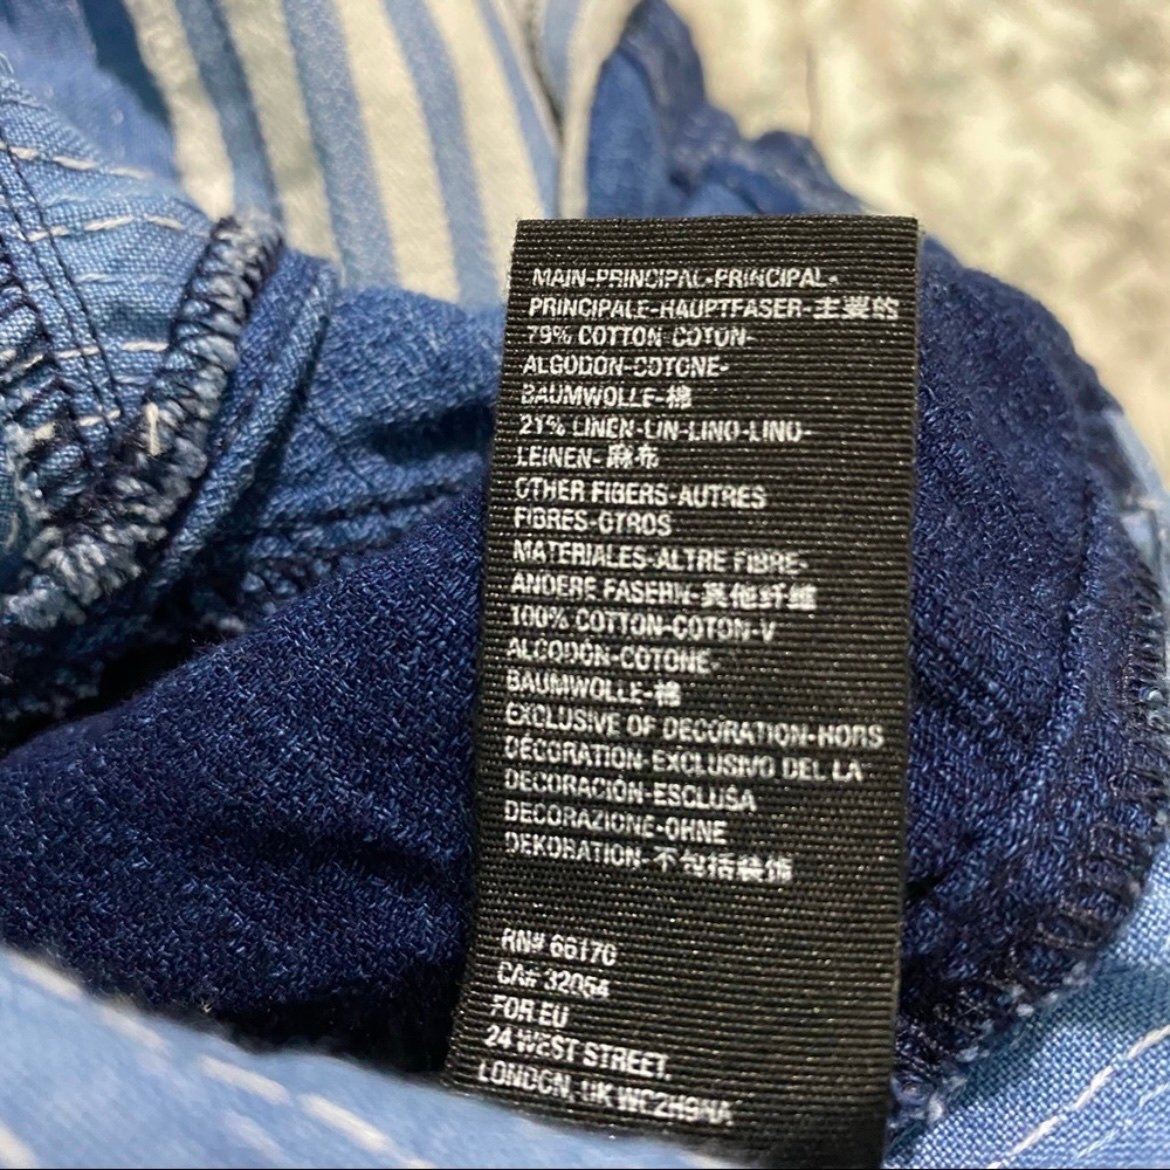 MAIN-PRINCIPAL-PRINCIPAL-
PRINCIPALE-HAUPTFASER-主要的
79% COTTON-COTON-
ALGODÓN-COTONE-
BAUMWOLLE-棉
21% LINEN-LIN-LINO-LINO-
LEINEN-麻布
OTHER FIBERS-AUTRES
FIBRES-OTROS
MATERIALES-ALTRE FIBRE-
ANDERE FASERN-其他纤维
100% COTTON-COTON-V
ALGODÓN-COTONE-
BAUMWOLLE-棉
EXCLUSIVE OF DECORATION-HORS
DÉCORATION-EXCLUSIVO DEL LA
DECORACIÓN-ESCLUSA
DECORAZIONE-OHNE
DEKORATION-不包括装饰
RN# 66170
CA# 32054
FOR EU
24 WEST STREET,
LONDON, UK WC2H9NA